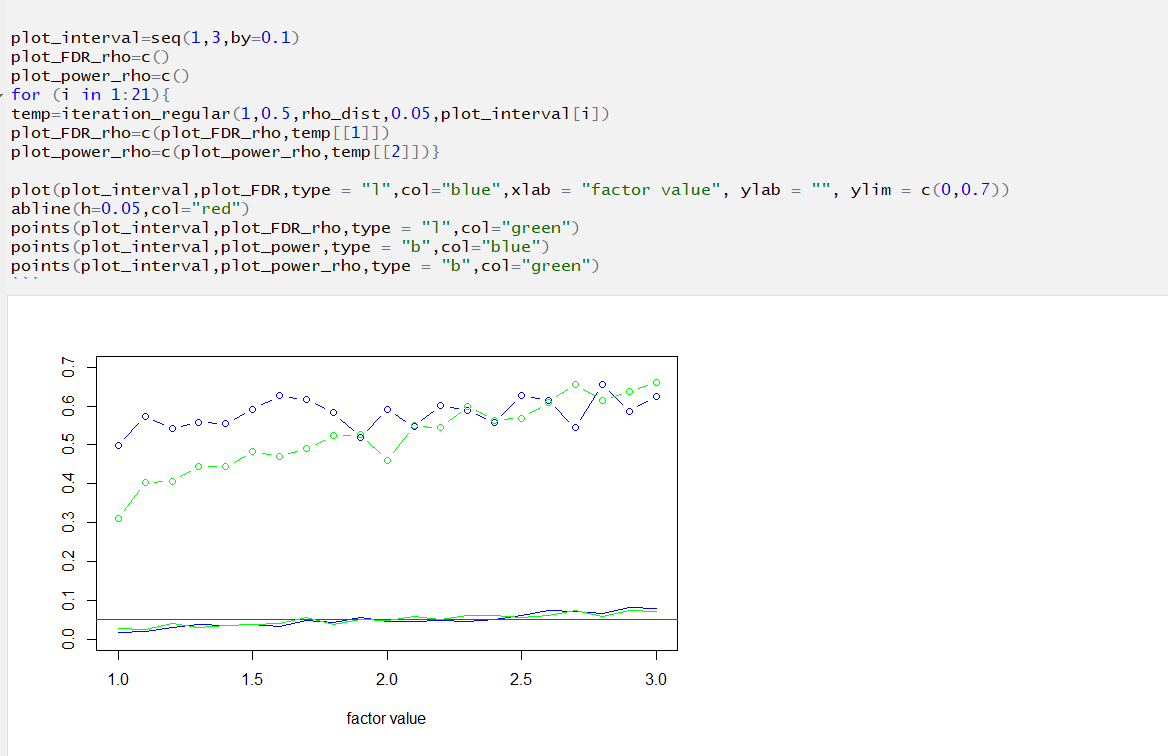 plot_interval=seq(1,3,by=0.1)
plot_FDR_rho=c()
plot_power_rho=c()
for (i in 1:21){
temp=iteration_regular(1,0.5,rho_dist,0.05,plot_interval[i])
plot_FDR_rho=c(plot_FDR_rho,temp[[1]])
plot_power_rho=c(plot_power_rho,temp[[2]])}
plot(plot_interval,plot_FDR,type = "l",col="blue",xlab = "factor value", ylab = "", ylim = c(0,0.7))
abline(h=0.05,col="red")
points(plot_interval,plot_FDR_rho,type = "l",col="green")
points(plot_interval,plot_power,type = "b",col="blue")
points(plot_interval,plot_power_rho,type = "b",col="green")
```
0.7
0.6
0.5
0.4
0.3
0.2
0.1
0.0
1.0 1.5 2.0 2.5 3.0
factor value